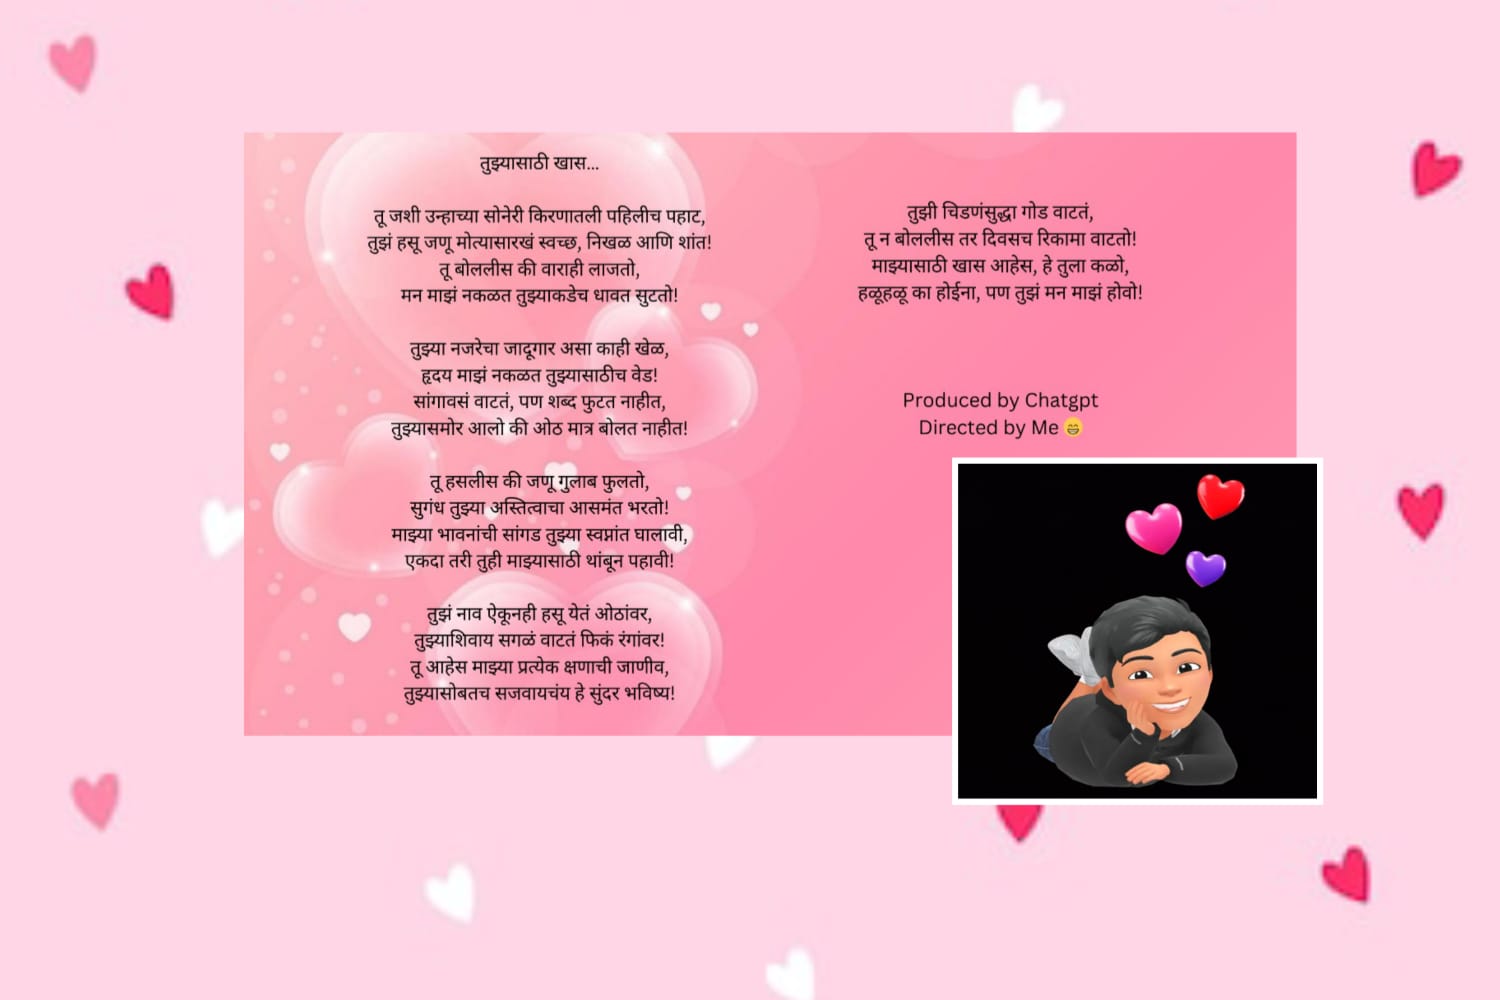 तुझ्यासाठी खास...
तू जशी उन्हाच्या सोनेरी किरणातली पहिलीच पहाट,
तुझं हसू जणू मोत्यासारखं स्वच्छ, निखळ आणि शांत!
तू बोललीस की वाराही लाजतो,
मन माझं नकळत तुझ्याकडेच धावत सुटतो!
तुझ्या नजरेचा जादूगार असा काही खेळ,
हृदय माझं नकळत तुझ्यासाठीच वेड!
सांगावसं वाटतं, पण शब्द फुटत नाहीत,
तुझ्यासमोर आलो की ओठ मात्र बोलत नाहीत!
तू हसलीस की जणू गुलाब फुलतो,
सुगंध तुझ्या अस्तित्वाचा आसमंत भरतो!
माझ्या भावनांची सांगड तुझ्या स्वप्नांत घालावी,
एकदा तरी तुही माझ्यासाठी थांबून पहावी!
तुझं नाव ऐकूनही हसू येतं ओठांवर,
तुझ्याशिवाय सगळं वाटतं फिकं रंगांवर!
तू आहेस माझ्या प्रत्येक क्षणाची जाणीव,
तुझ्यासोबतच सजवायचंय हे सुंदर भविष्य!
तुझी चिडणंसुद्धा गोड वाटतं,
तू न बोललीस तर दिवसच रिकामा वाटतो!
माझ्यासाठी खास आहेस, हे तुला कळो,
हळूहळू का होईना, पण तुझं मन माझं होवो!
Produced by Chatgpt
Directed by Me 😄